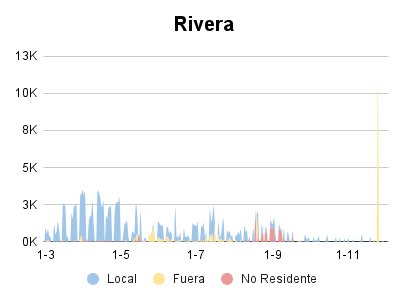 Rivera
13K
10K
8K
5K
3K
0K
1-3 1-5 1-7 1-9 1-11
Local Fuera No Residente